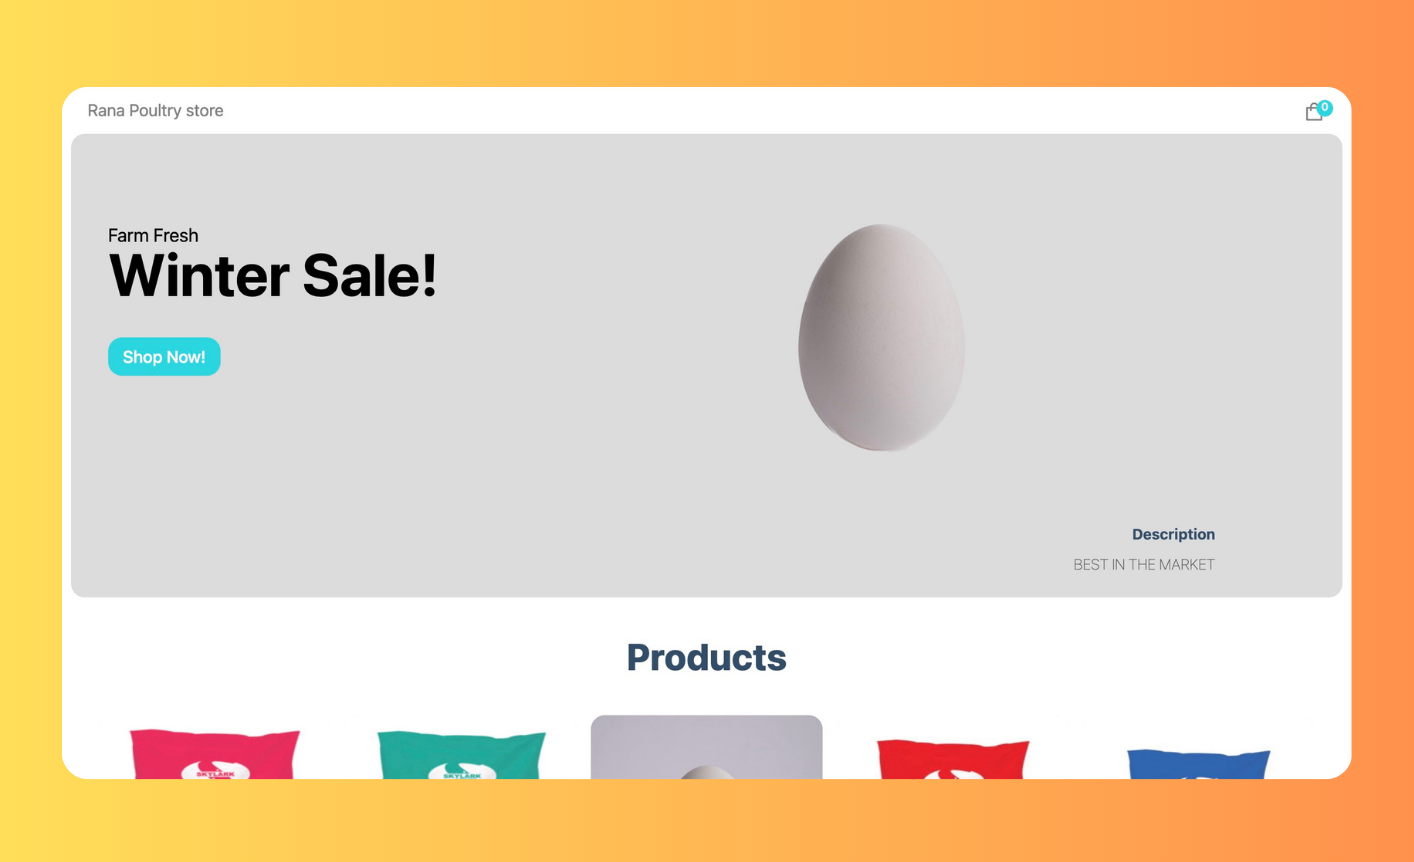 Rana Poultry store
0
Farm Fresh
Winter Sale!
Shop Now!
Description
BEST IN THE MARKET
Products
SKYLARK
SKYLARK